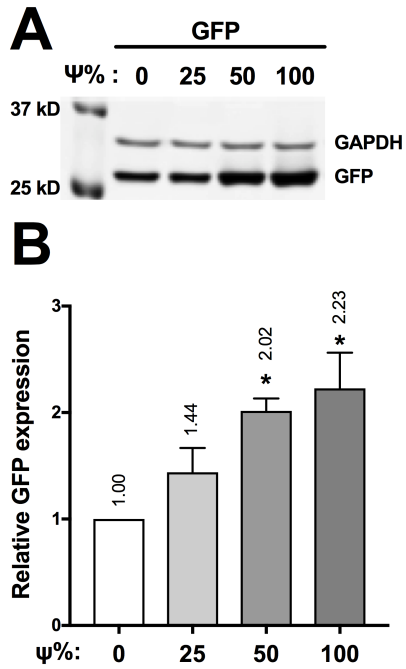 A
GFP
Ψ% : 0 25 50 100
37 kD
GAPDH
25 kD
GFP
B
Relative GFP expression
3
2
1
0
1.00
1.44
2.02
*
2.23
*
Ψ%: 0 25 50 100